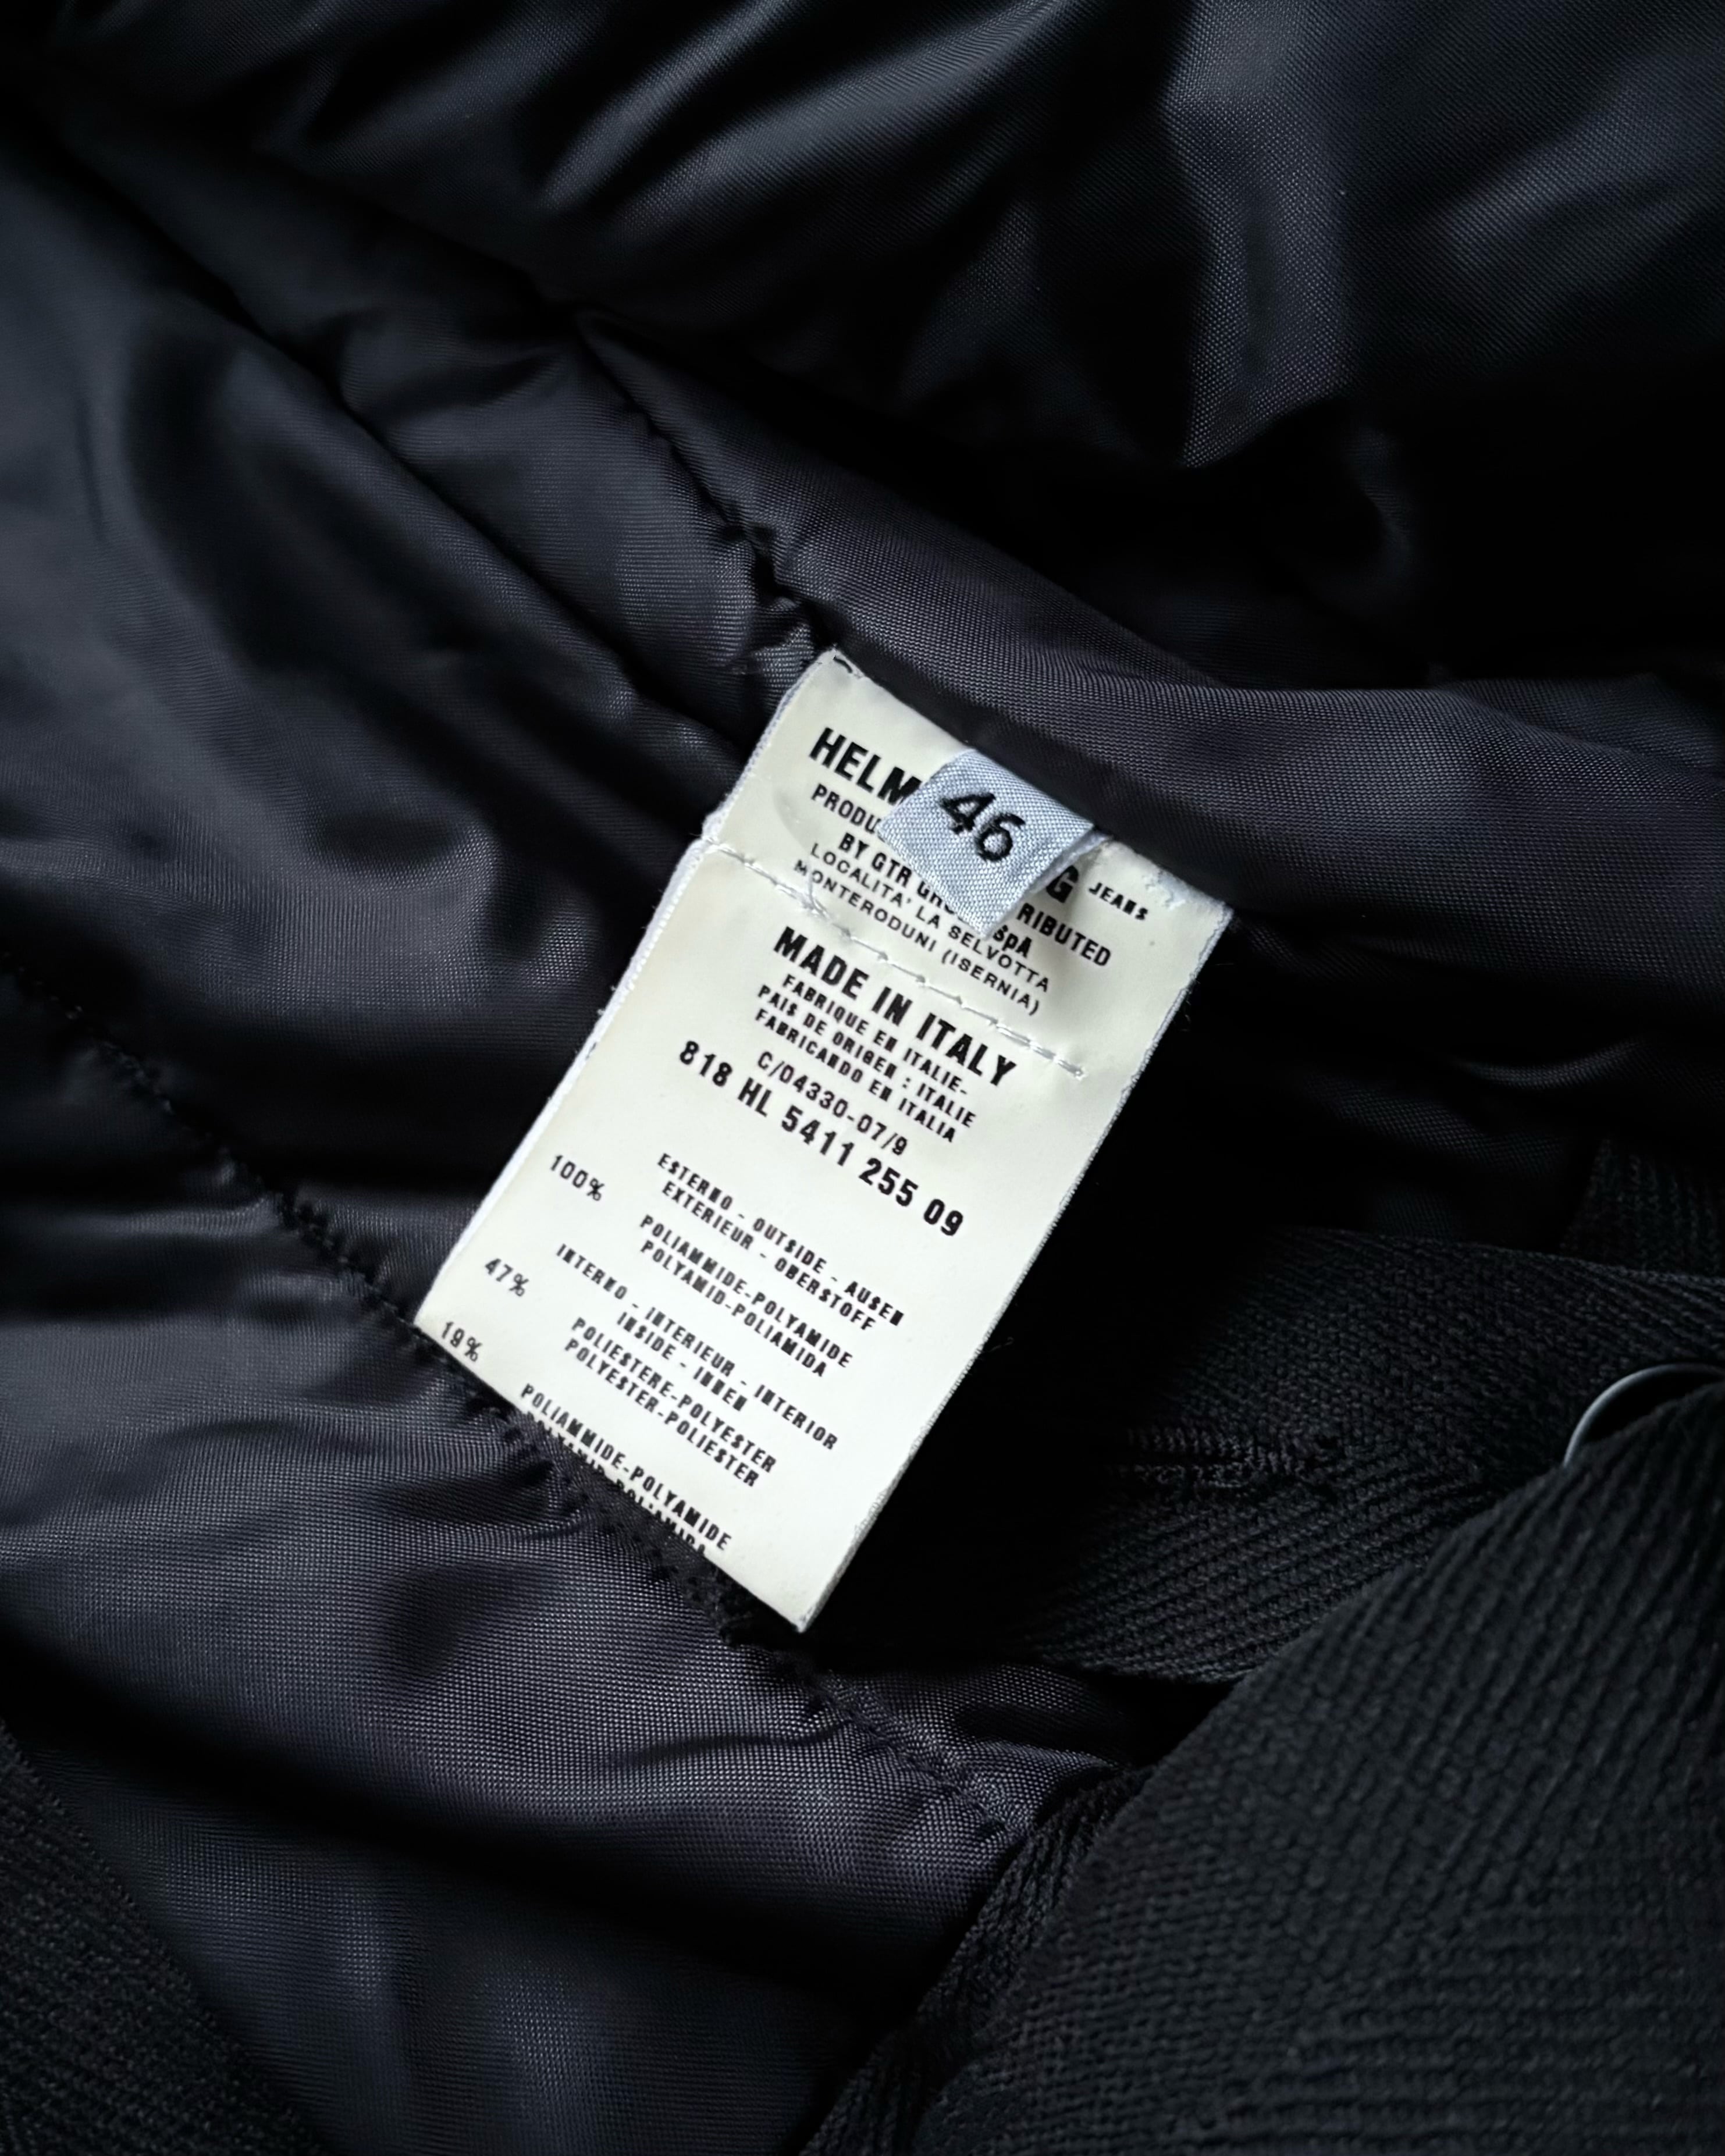 46
HELM G JEANS
PRODU RIBUTED
BY GTR SpA
LOCALITA' LA SELVOTTA
MONTERODUNI (ISERNIA)
MADE IN ITALY
FABRIQUE EN ITALIE-
PAIS DE ORIGEN : ITALIE
FABRICANDO EN ITALIA
C/04330-07/9
818 HL 5411 255 09
100% ESTERNO - OUTSIDE - AUSEN
EXTERIEUR - OBERSTOFF
POLIAMMIDE-POLYAMIDE
POLYAMID-POLIAMIDA
47% INTERNO - INTERIEUR - INTERIOR
INSIDE - INNEN
POLIESTERE-POLYESTER
POLYESTER-POLIESTER
19% POLIAMMIDE-POLYAMIDE